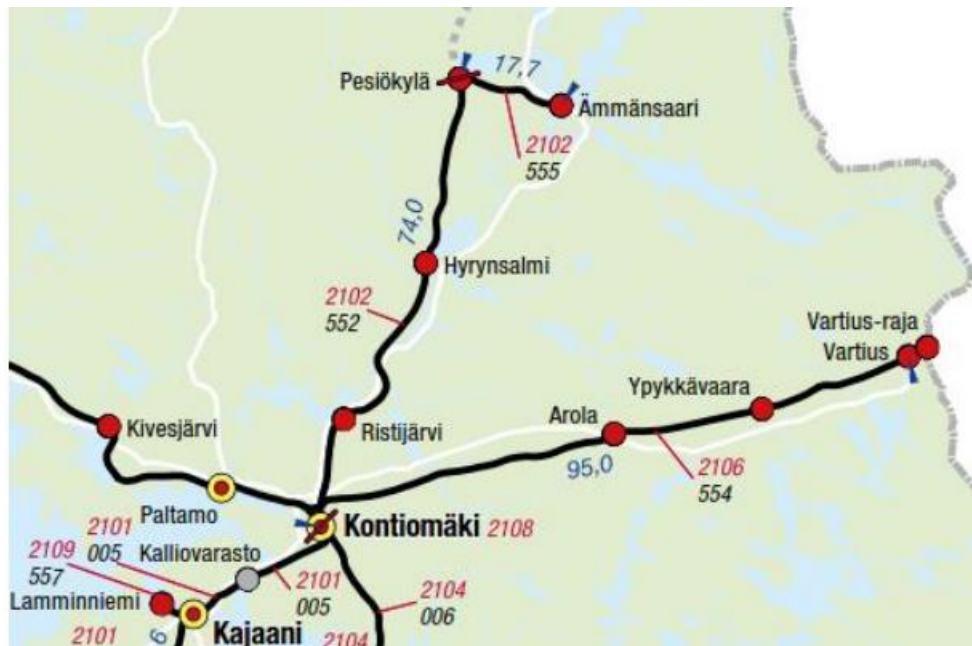 17,7
Pesiökylä
Ämmänsaari
2102
555
74,0
Hyrynsalmi
2102
552
Vartius-raja
Vartius
Ypykkävaara
Kivesjärvi
Ristijärvi
Arola
95,0
2106
554
Paltamo
Kontiomäki 2108
2101
005
Kalliovarasto
2109
557
2101
005
2104
006
Lamminniemi
Kajaani
2101
6
2104